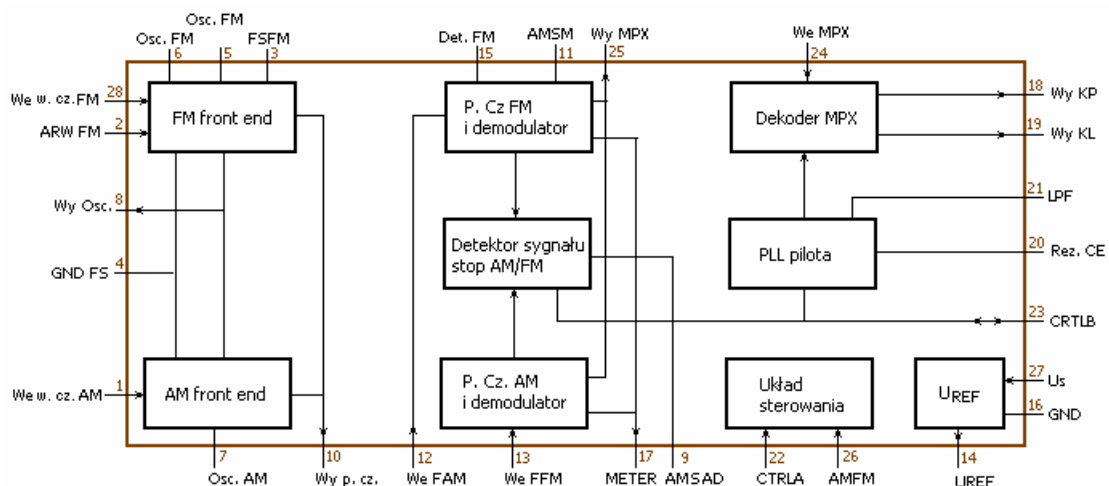 Osc. FM
Osc. FM
FSFM
Det. FM
AMSM
Wy MPX
We MPX
6
5
3
15
11
25
24
We w. cz.FM
28
FM front end
P. Cz FM
i demodulator
Dekoder MPX
18
Wy KP
ARW FM
2
19
Wy KL
Wy Osc.
8
21
LPF
Detektor sygnału
stop AM/FM
PLL pilota
20
Rez. CE
GND FS
4
23
CRTLB
We w. cz. AM
1
AM front end
P. Cz. AM
i demodulator
Układ
sterowania
UREF
27
Us
16
GND
7
10
12
13
17
9
22
26
14
Osc. AM
Wy p. cz.
We FAM
We FFM
METER
AMSAD
CTRLA
AMFM
UREF